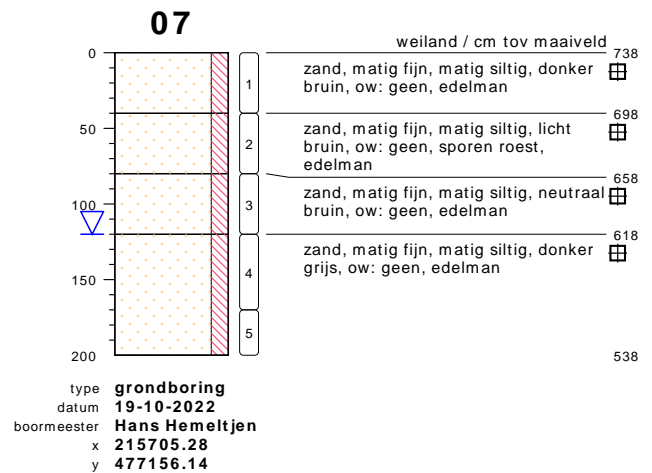 07
weiland / cm tov maaiveld
0
738
1
zand, matig fijn, matig siltig, donker
bruin, ow: geen, edelman
698
50
2
zand, matig fijn, matig siltig, licht
bruin, ow: geen, sporen roest,
edelman
658
100
3
zand, matig fijn, matig siltig, neutraal
bruin, ow: geen, edelman
618
150
4
zand, matig fijn, matig siltig, donker
grijs, ow: geen, edelman
5
200
538
type grondboring
datum 19-10-2022
boormeester Hans Hemeltjen
x 215705.28
y 477156.14